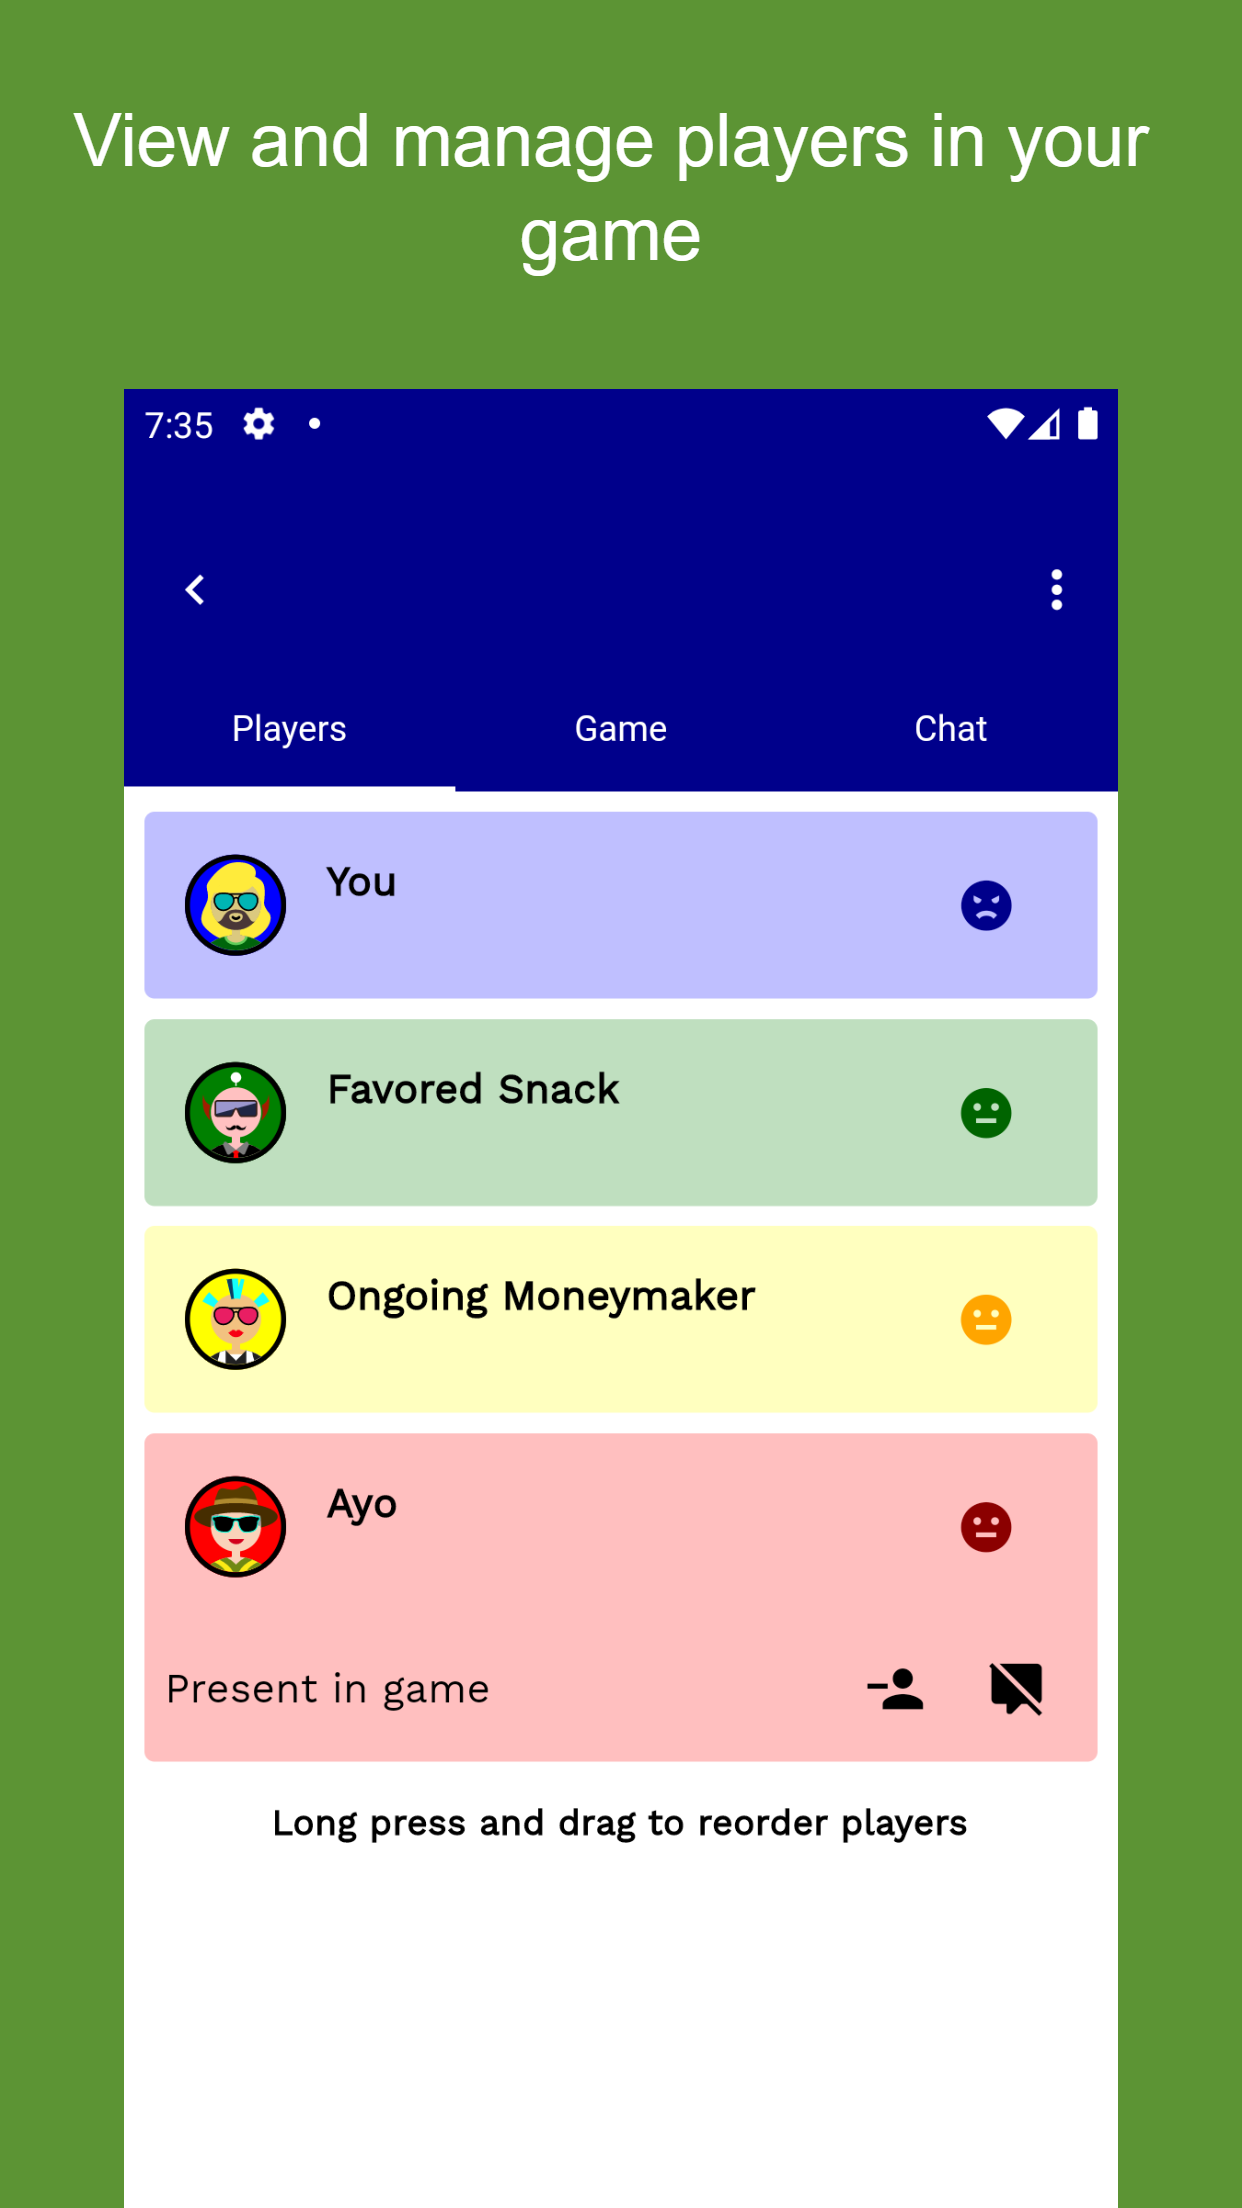 View and manage players in your
game
7:35
Players Game Chat
You
Favored Snack
Ongoing Moneymaker
Ayo
Present in game
Long press and drag to reorder players